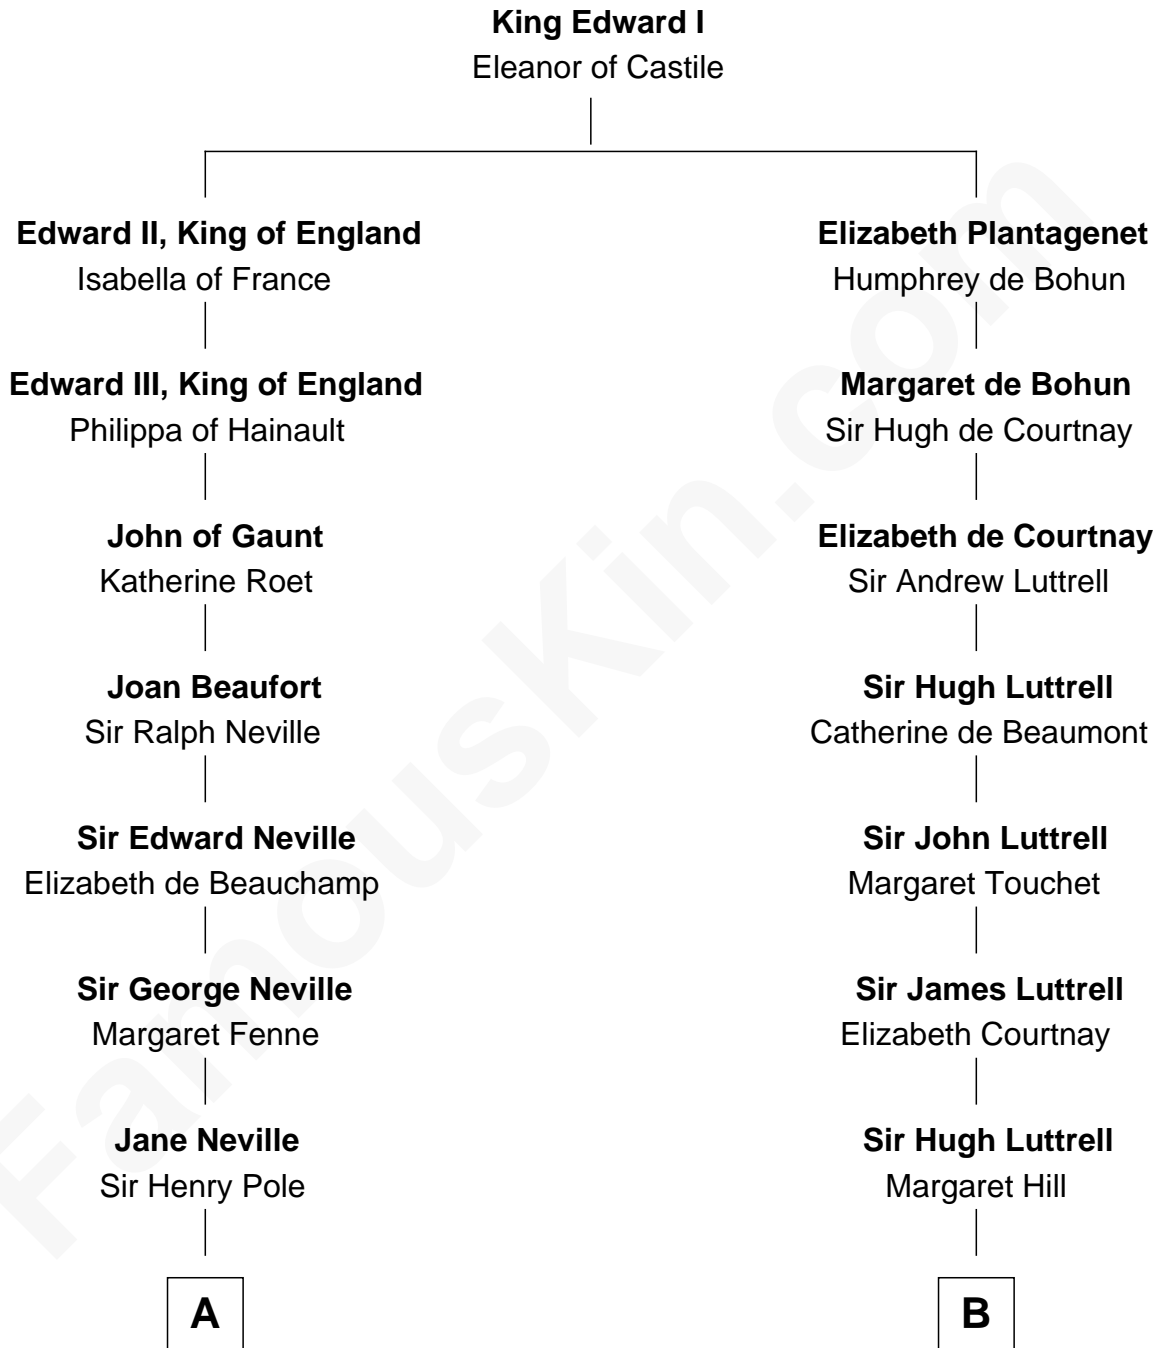 King Edward I
Eleanor of Castile
Edward II, King of England
Isabella of France
Edward III, King of England
Philippa of Hainault
John of Gaunt
Katherine Roet
Joan Beaufort
Sir Ralph Neville
Sir Edward Neville
Elizabeth de Beauchamp
Sir George Neville
Margaret Fenne
Jane Neville
Sir Henry Pole
A
Elizabeth Plantagenet
Humphrey de Bohun
Margaret de Bohun
Sir Hugh de Courtnay
Elizabeth de Courtnay
Sir Andrew Luttrell
Sir Hugh Luttrell
Catherine de Beaumont
Sir John Luttrell
Margaret Touchet
Sir James Luttrell
Elizabeth Courtnay
Sir Hugh Luttrell
Margaret Hill
B
FamousKin.com